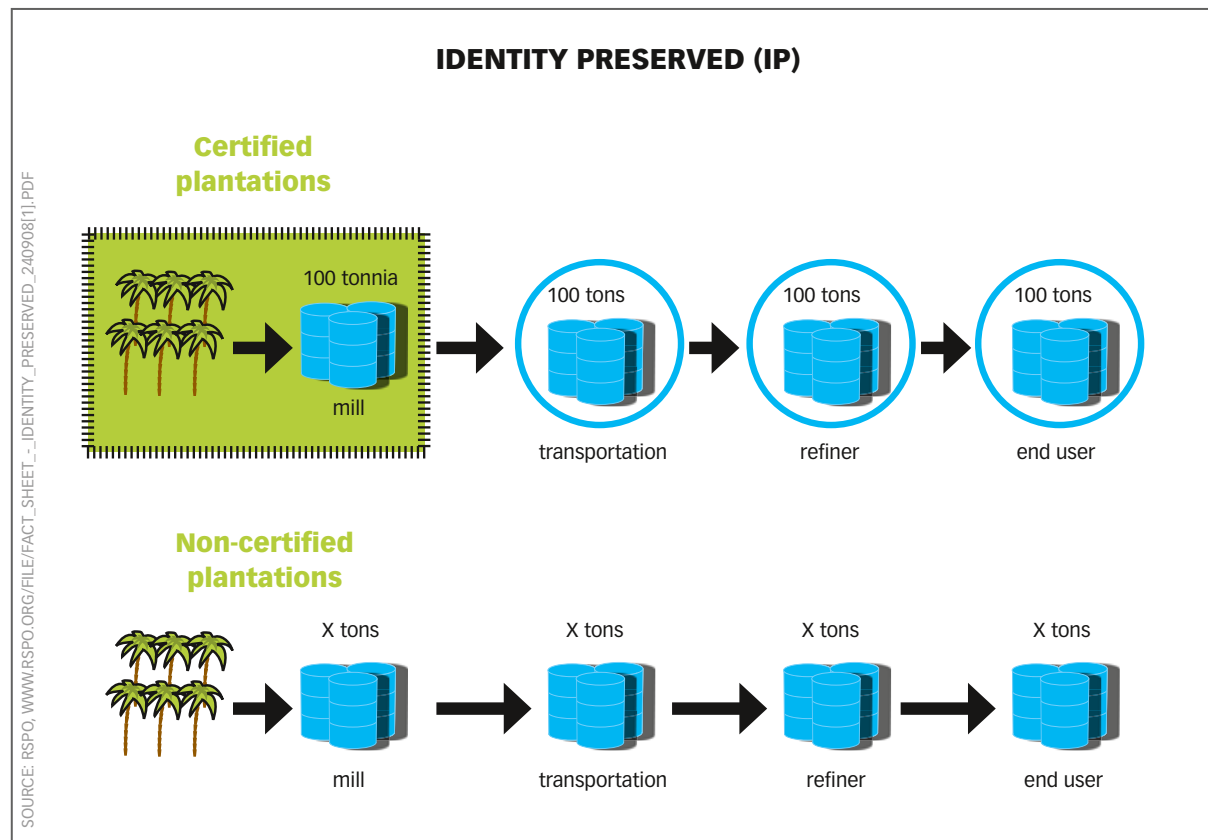 IDENTITY PRESERVED (IP)
Certified
plantations
100 tonnia
100 tons
100 tons
100 tons
mill
transportation
refiner
end user
Non-certified
plantations
X tons
X tons
X tons
X tons
mill
transportation
refiner
end user
SOURCE: RSPO, WWW.RSPO.ORG/FILE/FACT_SHEET_-_IDENTITY_PRESERVED_240908[1].PDF